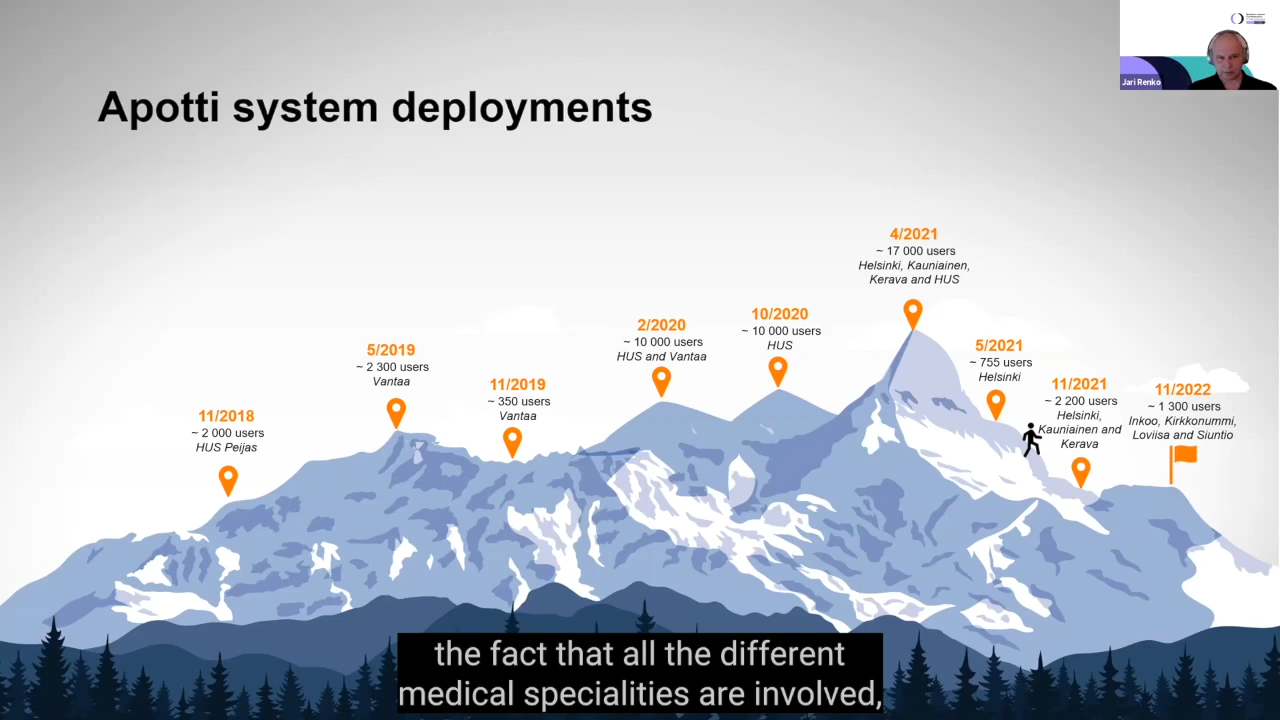 Apotti system deployments
Jari Renko
11/2018
~ 2 000 users
HUS Peijas
5/2019
~ 2 300 users
Vantaa
11/2019
~ 350 users
Vantaa
2/2020
~ 10 000 users
HUS and Vantaa
10/2020
~ 10 000 users
HUS
4/2021
~ 17 000 users
Helsinki, Kauniainen,
Kerava and HUS
5/2021
~ 755 users
Helsinki
11/2021
~ 2 200 users
Helsinki,
Kauniainen and
Kerava
11/2022
~ 1 300 users
Inkoo, Kirkkonummi,
Loviisa and Siuntio
the fact that all the different
medical specialities are involved,